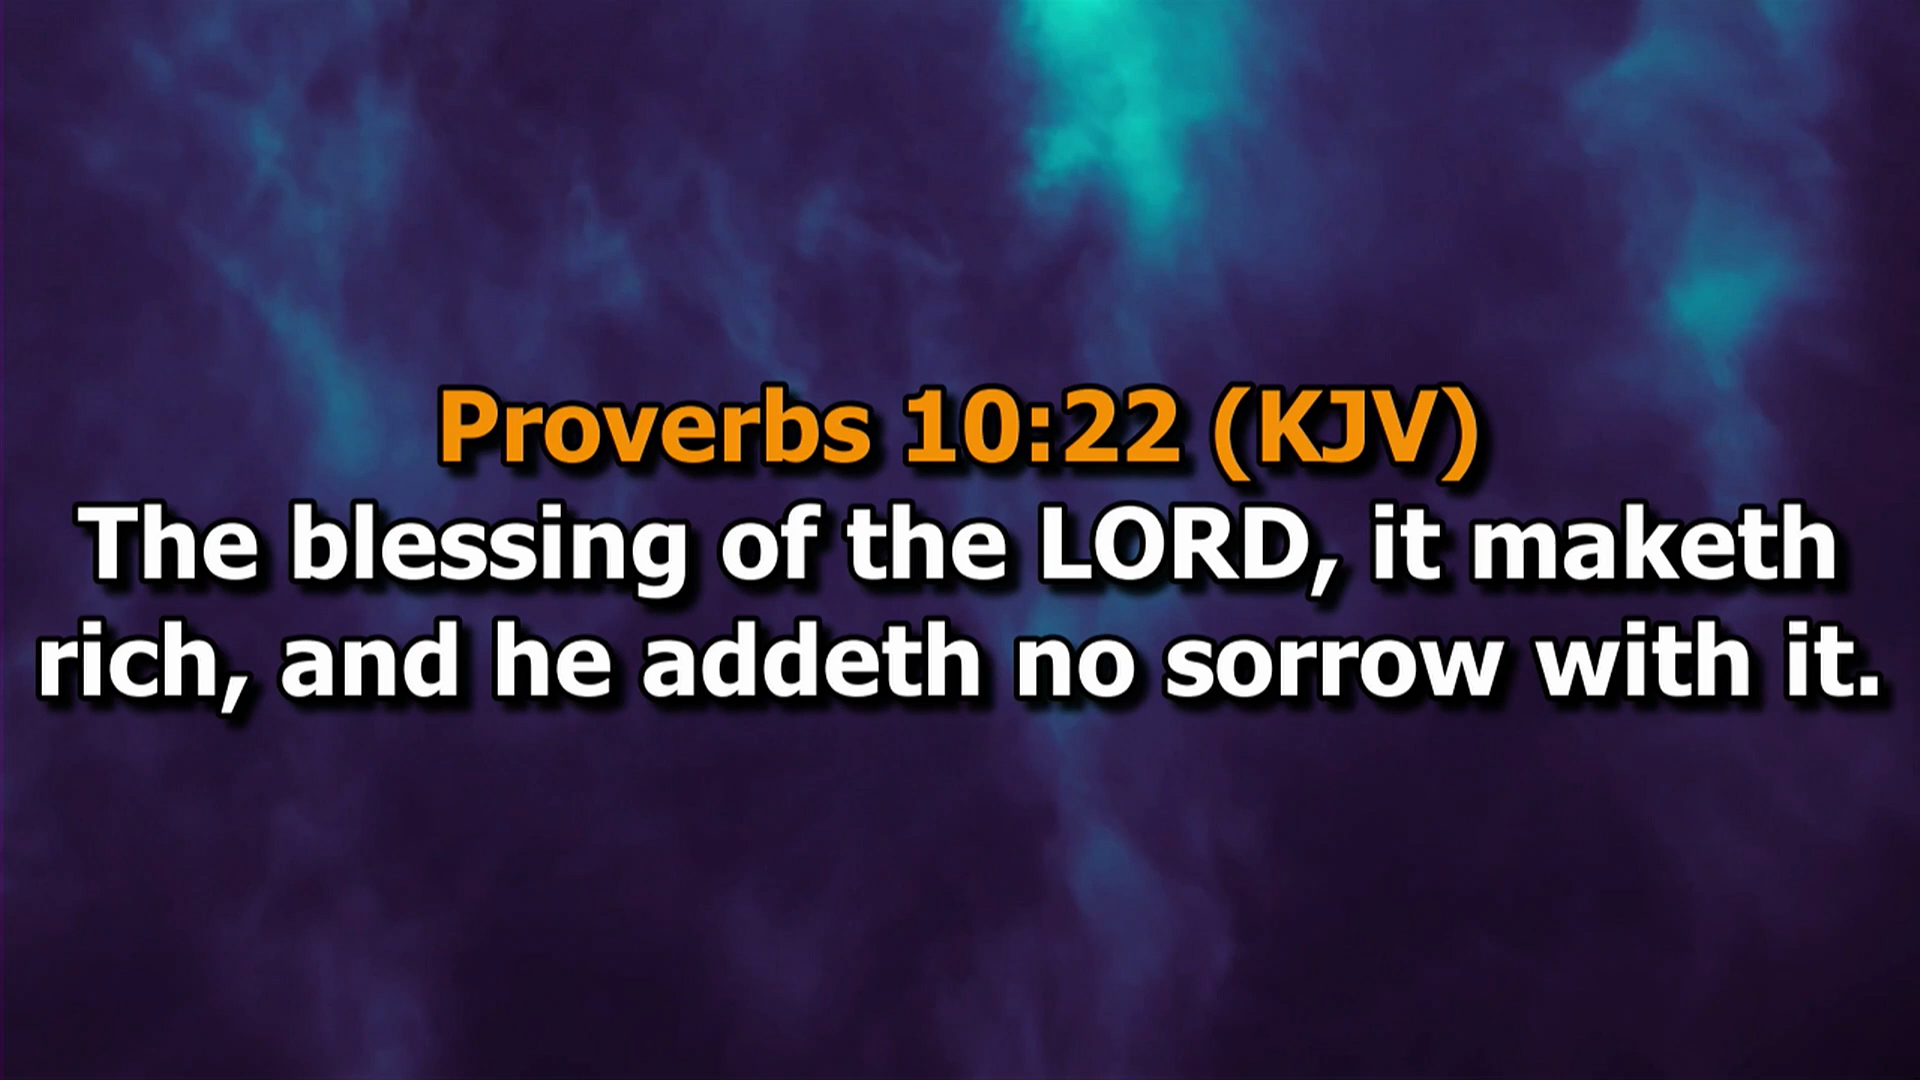 Proverbs 10:22 (KJV)
The blessing of the LORD, it maketh
rich, and he addeth no sorrow with it.